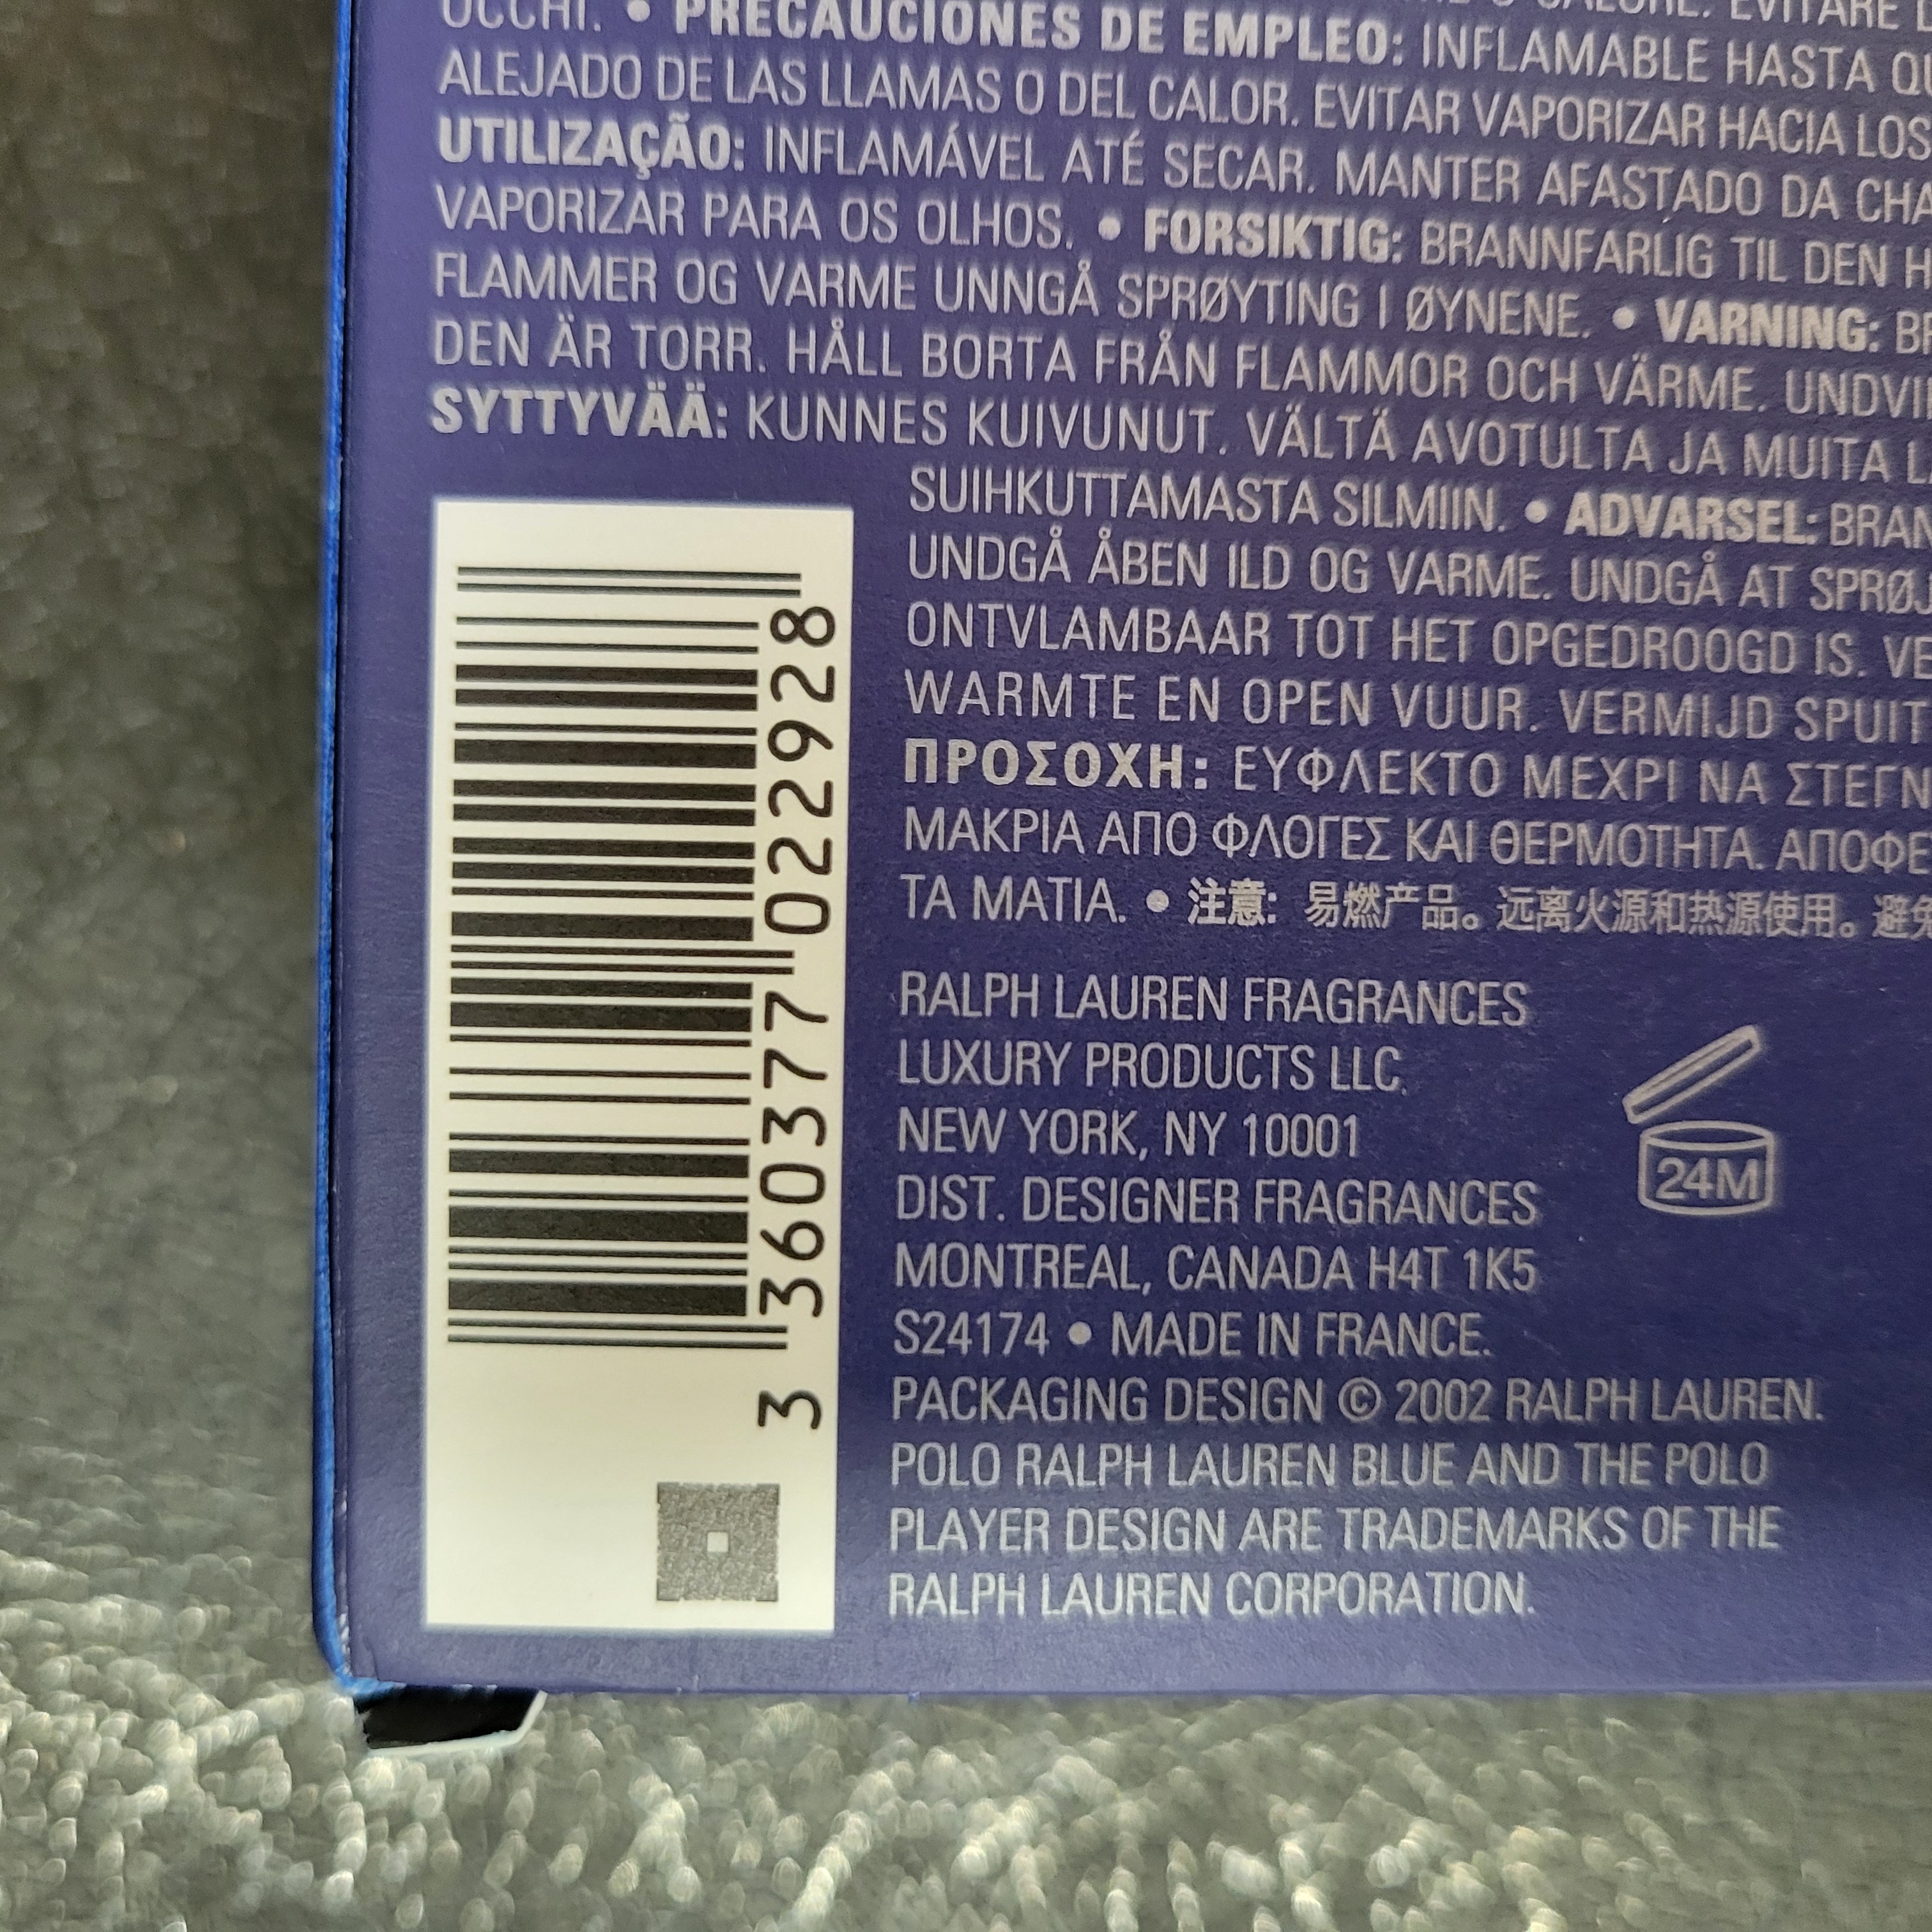 OCCHI. • PRECAUCIONES DE EMPLEO: INFLAMABLE HASTA
CALORE. EVITARE
ALEJADO DE LAS LLAMAS O DEL CALOR. EVITAR VAPORIZAR HACIA LOS
UTILIZAÇÃO: INFLAMÁVEL ATÉ SECAR. MANTER AFASTADO DA
VAPORIZAR PARA OS OLHOS. • FORSIKTIG: BRANNFARLIG TIL DEN
FLAMMER OG VARME UNNGÅ SPRØYTING I ØYNENE. • VARNING:
DEN ÄR TORR. HÅLL BORTA FRÅN FLAMMOR OCH VÄRME.
SYTTYVÄÄ: KUNNES KUIVUNUT. VÄLTÄ AVOTULTA JA MUITA
SUIHKUTTAMASTA SILMIIN. • ADVARSEL:
UNDGÅ ÅBEN ILD OG VARME. UNDGÅ AT
ONTVLAMBAAR TOT HET OPGEDROOGD IS.
WARMTE EN OPEN VUUR. VERMIJD
ΠΡΟΣΟΧΗ: ΕΥΦΛΕΚΤΟ ΜΕΧΡΙ ΝΑ
ΜΑΚΡΙΑ ΑΠΟ ΦΛΟΓΕΣ ΚΑΙ ΘΕΡΜΟΤΗΤΑ.
ΤΑ ΜΑΤΙΑ. • 注意: 易燃产品。远离火源和热源使用。
RALPH LAUREN FRAGRANCES
LUXURY PRODUCTS LLC
NEW YORK, NY 10001
DIST. DESIGNER FRAGRANCES
MONTREAL, CANADA H4T 1K5
S24174 • MADE IN FRANCE.
PACKAGING DESIGN © 2002 RALPH LAUREN.
POLO RALPH LAUREN BLUE AND THE POLO
PLAYER DESIGN ARE TRADEMARKS OF THE
RALPH LAUREN CORPORATION.
24M
3 360377 022928